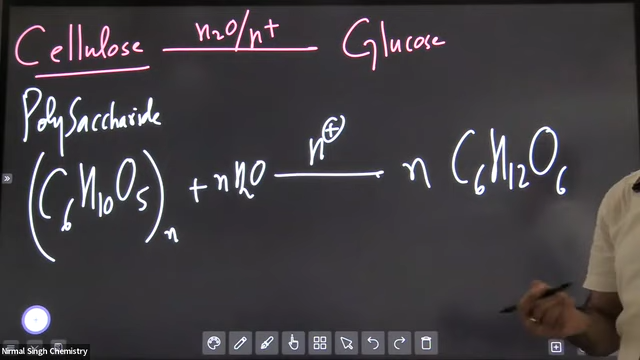 Cellulose H2O/H+ Glucose
PolySaccharide
(C6H10O5)n + nH2O H⊕ n C6H12O6
Nirmal Singh Chemistry